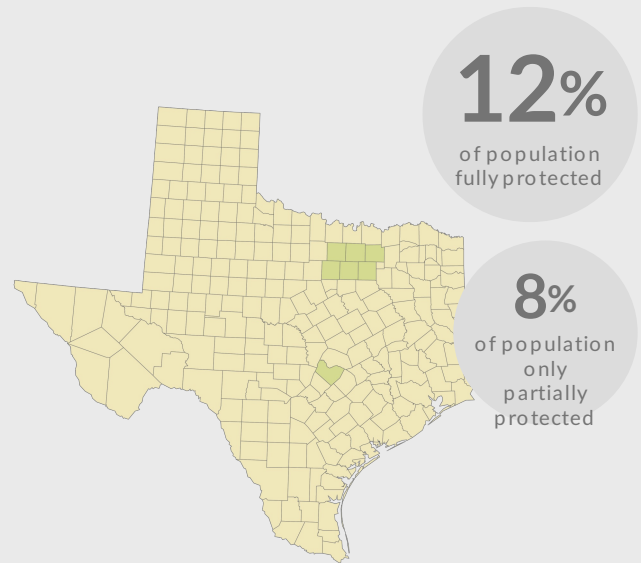 12%
of population
fully protected
8%
of population
only
partially
protected